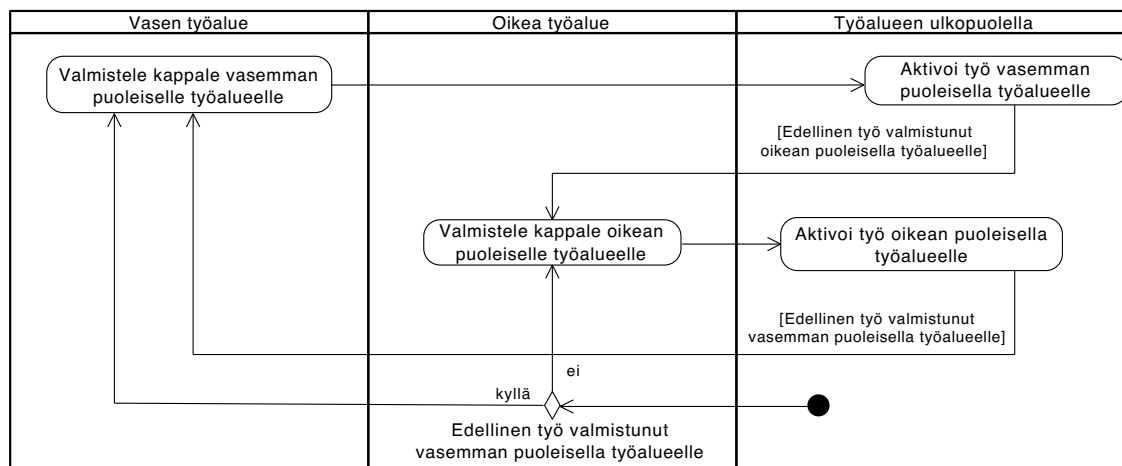 Vasen työalue
Oikea työalue
Työalueen ulkopuolella
Valmistele kappale vasemman
puoleiselle työalueelle
Aktivoi työ vasemman
puoleisella työalueelle
[Edellinen työ valmistunut
oikean puoleisella työalueelle]
Valmistele kappale oikean
puoleiselle työalueelle
Aktivoi työ oikean puoleisella
työalueelle
[Edellinen työ valmistunut
vasemman puoleisella työalueelle]
ei
kyllä
Edellinen työ valmistunut
vasemman puoleisella työalueelle